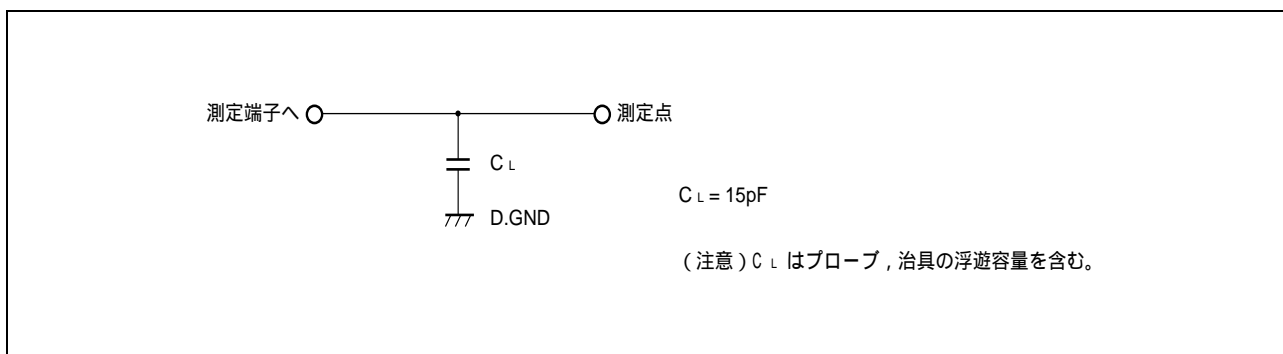 測定端子へ
測定点
C L
D.GND
C L = 15pF
(注意)C L はプローブ,治具の浮遊容量を含む。